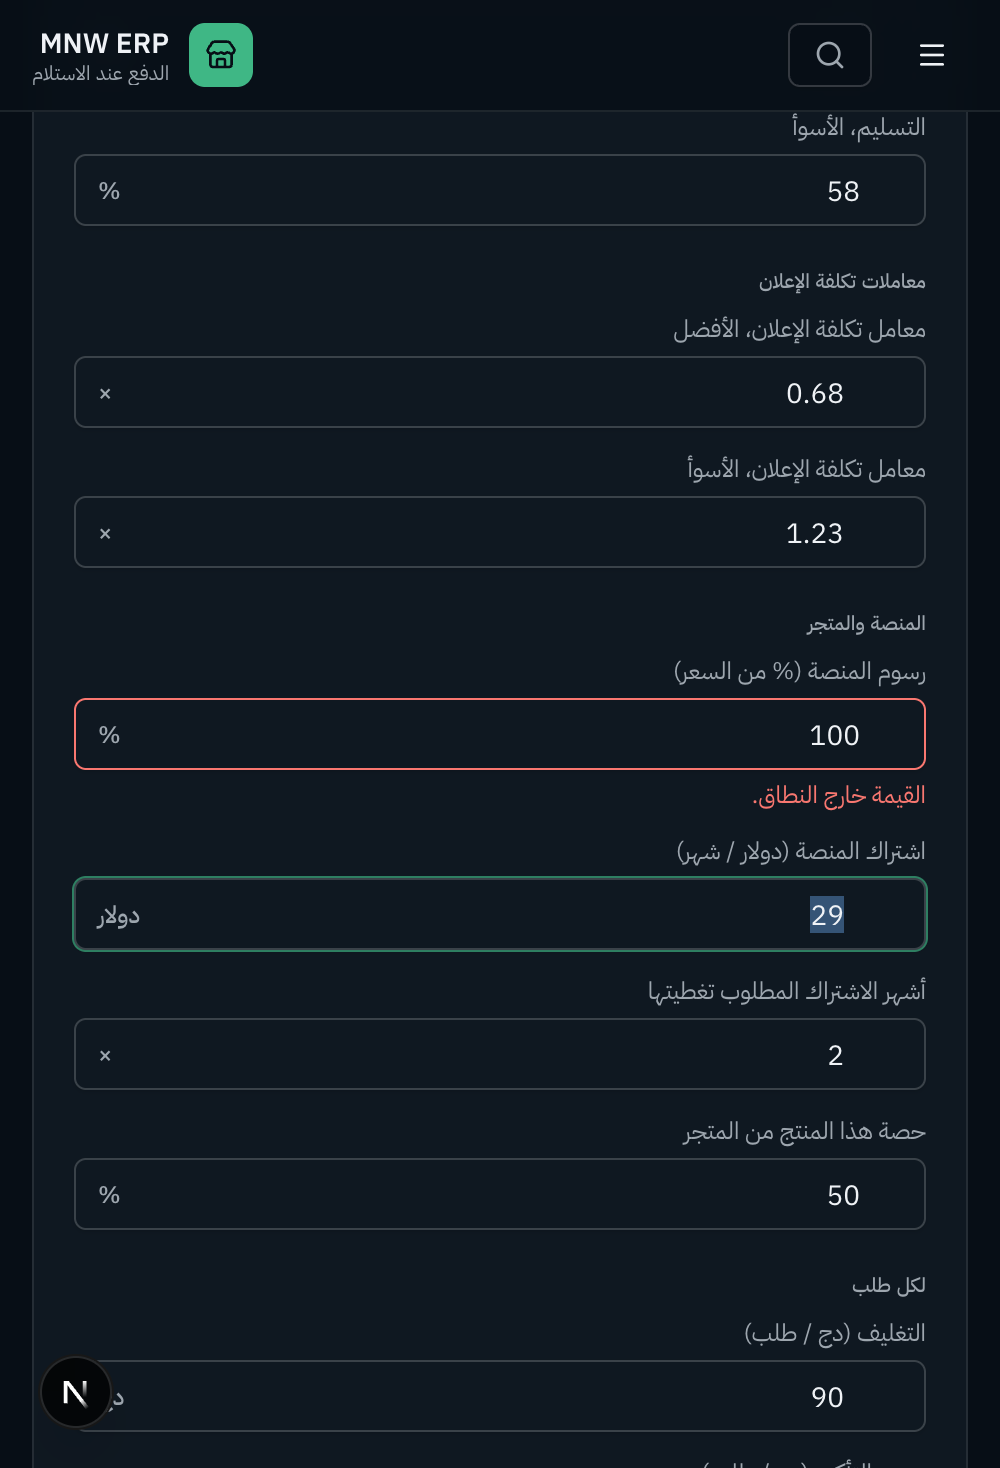 MNW ERP
الدفع عند الاستلام
التسليم، الأسوأ
58
%
معاملات تكلفة الإعلان
معامل تكلفة الإعلان، الأفضل
0.68
×
معامل تكلفة الإعلان، الأسوأ
1.23
×
المنصة والمتجر
رسوم المنصة (% من السعر)
100
%
القيمة خارج النطاق.
اشتراك المنصة (دولار / شهر)
29
دولار
أشهر الاشتراك المطلوب تغطيتها
2
×
حصة هذا المنتج من المتجر
50
%
لكل طلب
التغليف (دج / طلب)
90
N